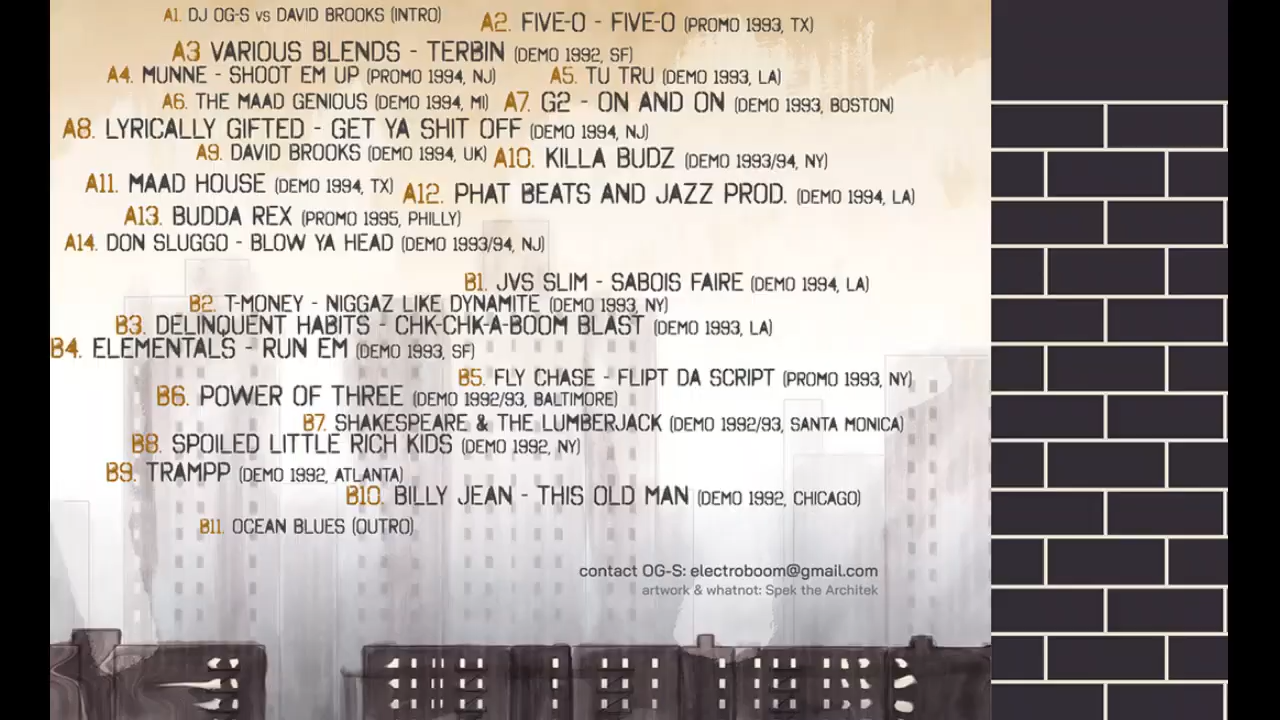 A1. DJ OG-S vs DAVID BROOKS (INTRO)
A2. FIVE-O - FIVE-O (PROMO 1993, TX)
A3 VARIOUS BLENDS - TERBIN (DEMO 1992, SF)
A4. MUNNE - SHOOT EM UP (PROMO 1994, NJ)
A5. TU TRU (DEMO 1993, LA)
A6. THE MAAD GENIOUS (DEMO 1994, MI)
A7. G2 - ON AND ON (DEMO 1993, BOSTON)
A8. LYRICALLY GIFTED - GET YA SHIT OFF (DEMO 1994, NJ)
A9. DAVID BROOKS (DEMO 1994, UK)
A10. KILLA BUDZ (DEMO 1993/94, NY)
A11. MAAD HOUSE (DEMO 1994, TX)
A12. PHAT BEATS AND JAZZ PROD. (DEMO 1994, LA)
A13. BUDDA REX (PROMO 1995, PHILLY)
A14. DON SLUGGO - BLOW YA HEAD (DEMO 1993/94, NJ)
B1. JVS SLIM - SABOIS FAIRE (DEMO 1994, LA)
B2. T-MONEY - NIGGAZ LIKE DYNAMITE (DEMO 1993, NY)
B3. DELINQUENT HABITS - CHK-CHK-A-BOOM BLAST (DEMO 1993, LA)
B4. ELEMENTALS - RUN EM (DEMO 1993, SF)
B5. FLY CHASE - FLIPT DA SCRIPT (PROMO 1993, NY)
B6. POWER OF THREE (DEMO 1992/93, BALTIMORE)
B7. SHAKESPEARE & THE LUMBERJACK (DEMO 1992/93, SANTA MONICA)
B8. SPOILED LITTLE RICH KIDS (DEMO 1992, NY)
B9. TRAMPP (DEMO 1992, ATLANTA)
B10. BILLY JEAN - THIS OLD MAN (DEMO 1992, CHICAGO)
B11. OCEAN BLUES (OUTRO)
contact OG-S: electroboom@gmail.com
artwork & whatnot: Spek the Architek